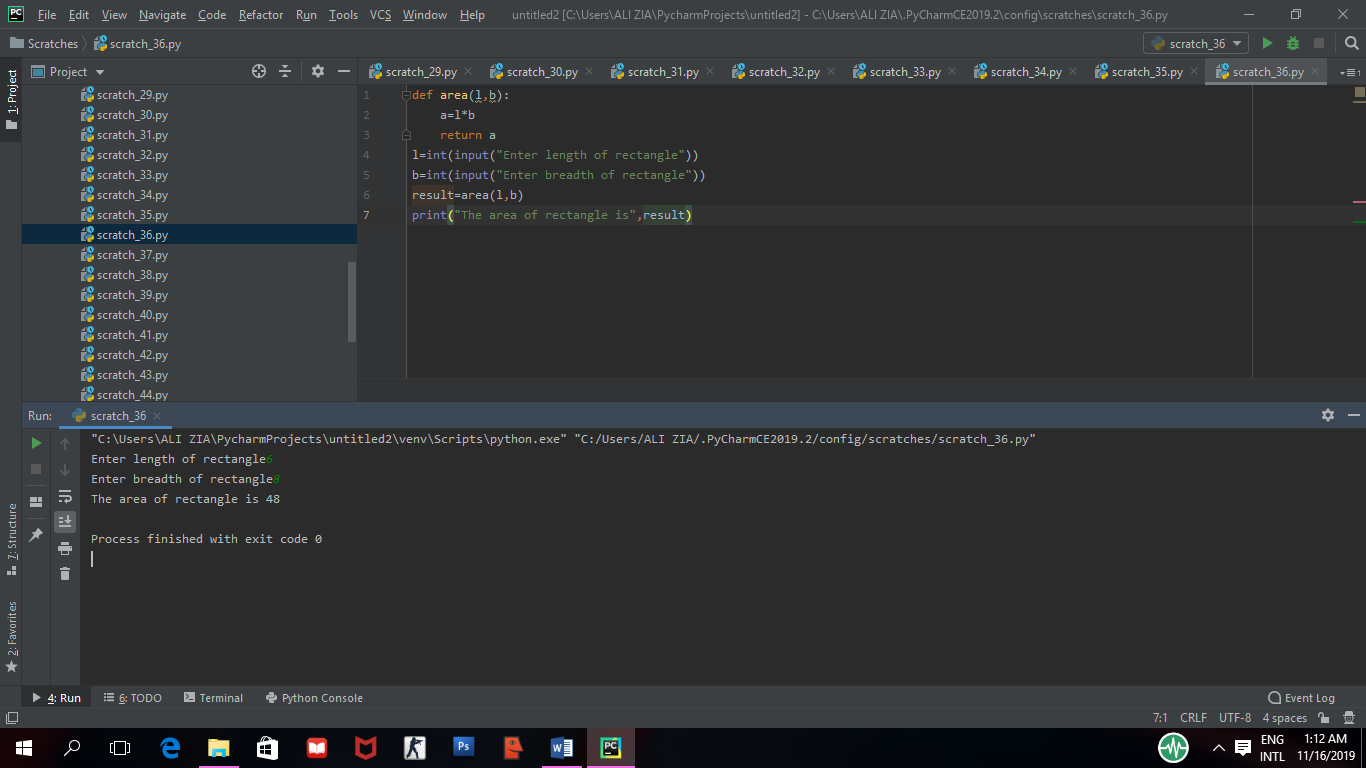 PC File Edit View Navigate Code Refactor Run Tools VCS Window Help untitled2 [C:\Users\ALI ZIA\PycharmProjects\untitled2] - C:\Users\ALI ZIA\.PyCharmCE2019.2\config\scratches\scratch_36.py
Scratches scratch_36.py scratch_36
1: Project
Project
scratch_29.py scratch_30.py scratch_31.py scratch_32.py scratch_33.py scratch_34.py scratch_35.py scratch_36.py
scratch_29.py
scratch_30.py
scratch_31.py
scratch_32.py
scratch_33.py
scratch_34.py
scratch_35.py
scratch_36.py
scratch_37.py
scratch_38.py
scratch_39.py
scratch_40.py
scratch_41.py
scratch_42.py
scratch_43.py
scratch_44.py
1 def area(l,b):
2 a=l*b
3 return a
4 l=int(input("Enter length of rectangle"))
5 b=int(input("Enter breadth of rectangle"))
6 result=area(l,b)
7 print("The area of rectangle is",result)
Run: scratch_36
"C:\Users\ALI ZIA\PycharmProjects\untitled2\venv\Scripts\python.exe" "C:/Users/ALI ZIA/.PyCharmCE2019.2/config/scratches/scratch_36.py"
Enter length of rectangle6
Enter breadth of rectangle8
The area of rectangle is 48
Process finished with exit code 0
7: Structure
2: Favorites
4: Run 6: TODO Terminal Python Console Event Log
7:1 CRLF UTF-8 4 spaces
Ps W PC
ENG 1:12 AM
INTL 11/16/2019